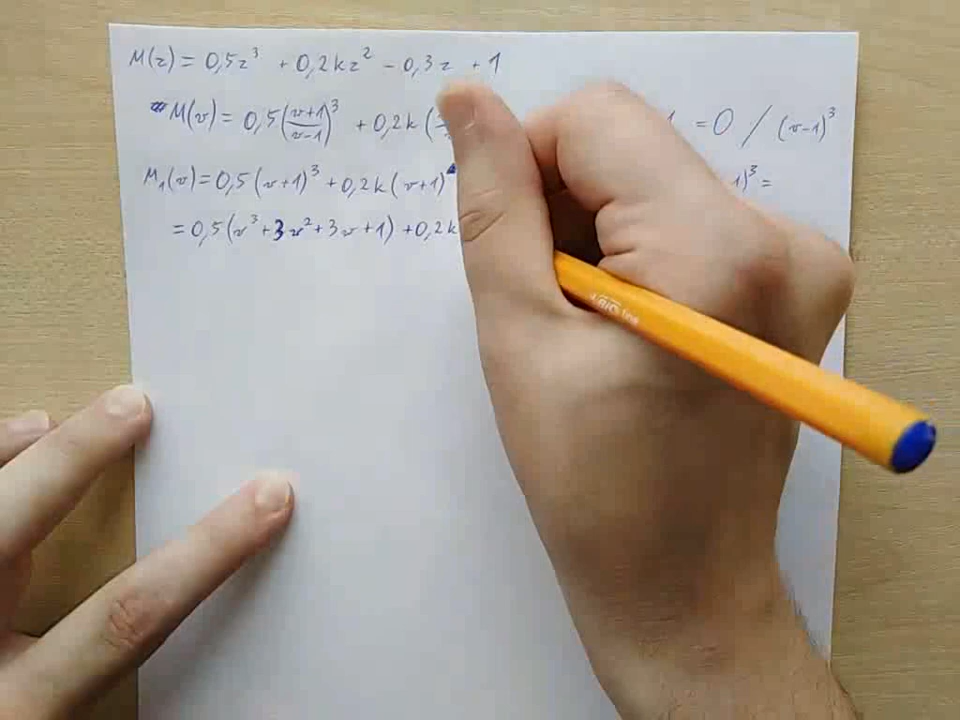 M(z) = 0,5z³ + 0,2kz² - 0,3z + 1
M(v) = 0,5(\frac{v+1}{v-1})³ + 0,2k( = 0 / (v-1)³
M₁(v) = 0,5(v+1)³ + 0,2k(v+1) )³ =
= 0,5(v³ + 3v² + 3v + 1) + 0,2k